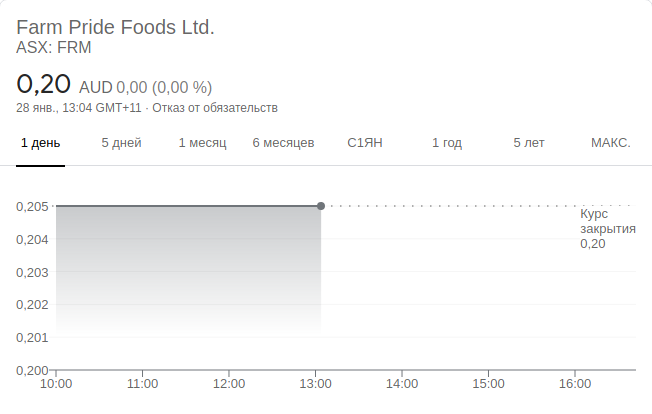 Farm Pride Foods Ltd.
ASX: FRM
0,20 AUD 0,00 (0,00 %)
28 янв., 13:04 GMT+11 · Отказ от обязательств
1 день 5 дней 1 месяц 6 месяцев С1ЯН 1 год 5 лет МАКС.
0,205
Курс
закрытия
0,20
0,204
0,203
0,202
0,201
0,200
10:00 11:00 12:00 13:00 14:00 15:00 16:00